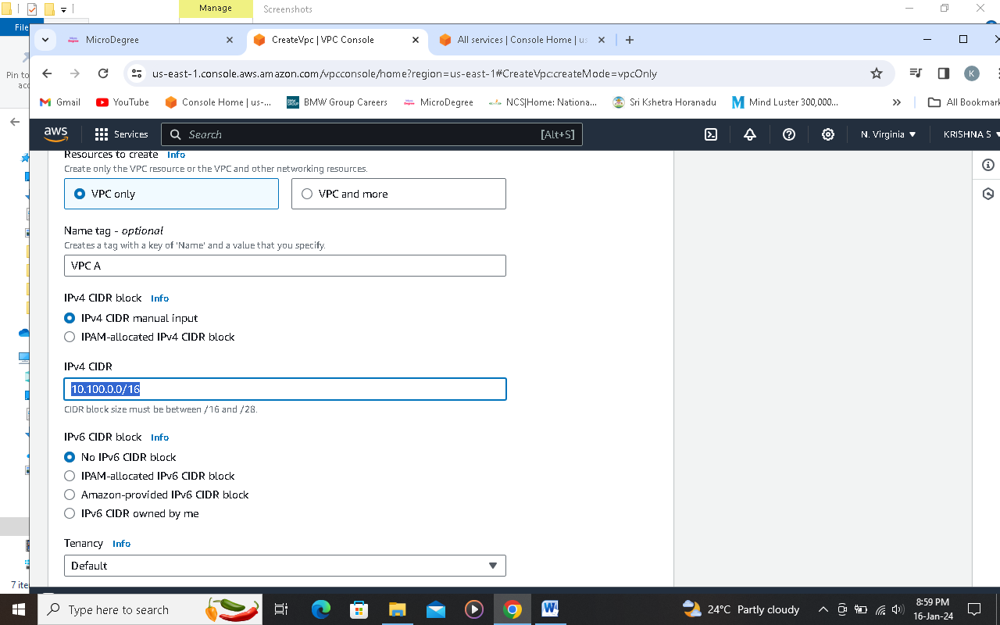 Manage
Screenshots
File
MicroDegree
CreateVpc | VPC Console
All services | Console Home | us
Pin to
us-east-1.console.aws.amazon.com/vpcconsole/home?region=us-east-1#CreateVpc:createMode=vpcOnly
K
Gmail
YouTube
Console Home | us-...
BMW Group Careers
MicroDegree
NCS|Home: Nationa...
Sri Kshetra Horanadu
Mind Luster 300,000...
»
All Bookmark
aws
Services
Search
[Alt+S]
N. Virginia
KRISHNA S
Resources to create Info
Create only the VPC resource or the VPC and other networking resources.
VPC only
VPC and more
Name tag - optional
Creates a tag with a key of 'Name' and a value that you specify.
VPC A
IPv4 CIDR block Info
IPv4 CIDR manual input
IPAM-allocated IPv4 CIDR block
IPv4 CIDR
10.100.0.0/16
CIDR block size must be between /16 and /28.
IPv6 CIDR block Info
No IPv6 CIDR block
IPAM-allocated IPv6 CIDR block
Amazon-provided IPv6 CIDR block
IPv6 CIDR owned by me
Tenancy Info
Default
7 ite
Type here to search
24°C Partly cloudy
8:59 PM
16-Jan-24